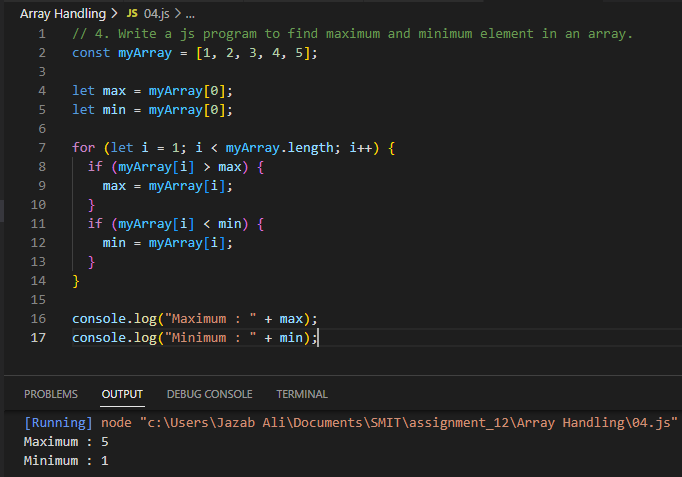 Array Handling > JS 04.js > ...
1 // 4. Write a js program to find maximum and minimum element in an array.
2 const myArray = [1, 2, 3, 4, 5];
3
4 let max = myArray[0];
5 let min = myArray[0];
6
7 for (let i = 1; i < myArray.length; i++) {
8   if (myArray[i] > max) {
9     max = myArray[i];
10   }
11   if (myArray[i] < min) {
12     min = myArray[i];
13   }
14 }
15
16 console.log("Maximum : " + max);
17 console.log("Minimum : " + min);
PROBLEMS OUTPUT DEBUG CONSOLE TERMINAL
[Running] node "c:\Users\Jazab Ali\Documents\SMIT\assignment_12\Array Handling\04.js"
Maximum : 5
Minimum : 1